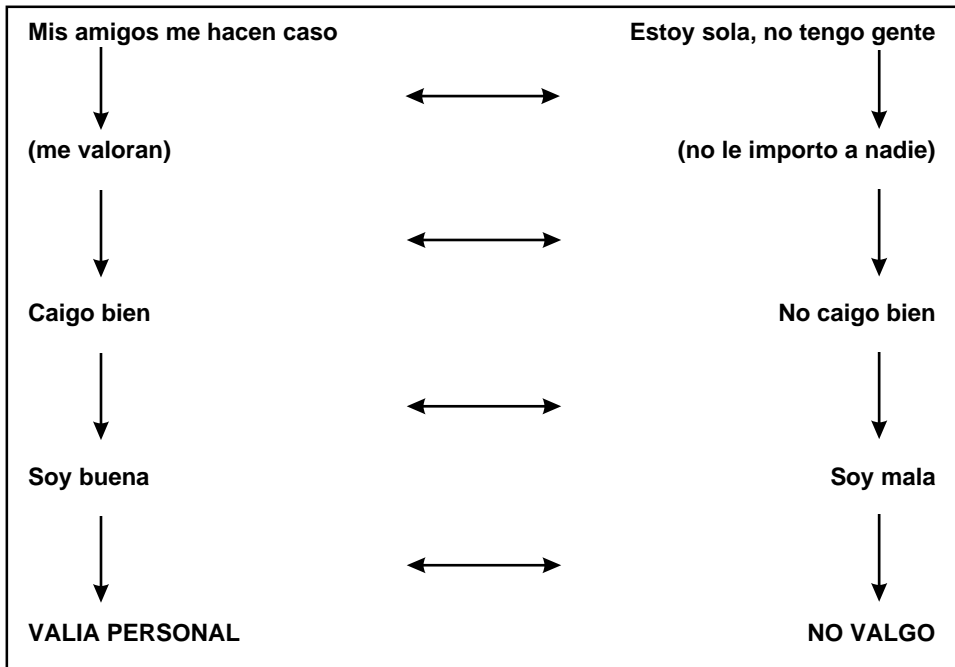 Mis amigos me hacen caso
Estoy sola, no tengo gente
(me valoran)
(no le importo a nadie)
Caigo bien
No caigo bien
Soy buena
Soy mala
VALIA PERSONAL
NO VALGO